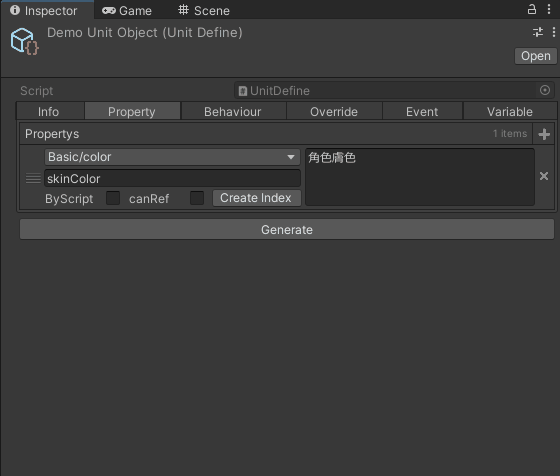 Inspector Game Scene
Demo Unit Object (Unit Define)
Open
Script UnitDefine
Info Property Behaviour Override Event Variable
Propertys 1 items
Basic/color 角色膚色
skinColor
ByScript canRef Create Index
Generate